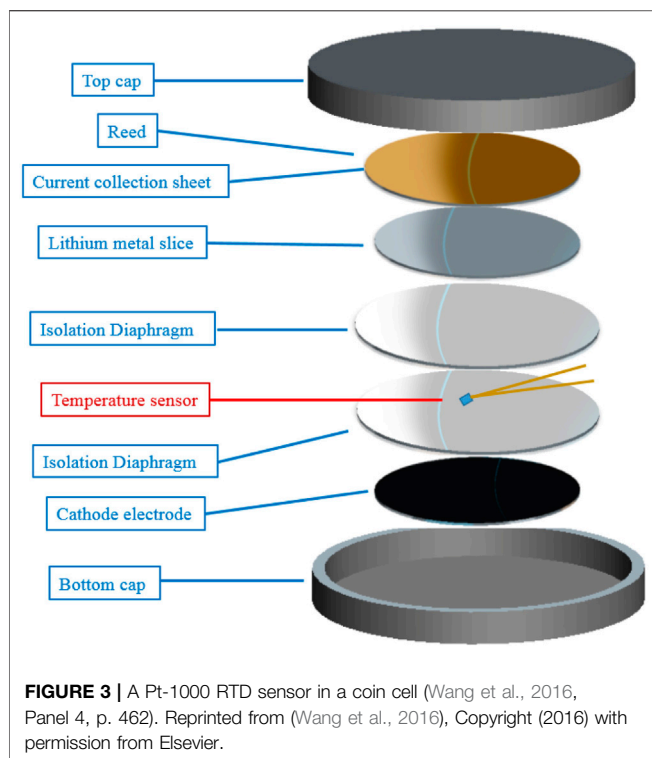 Top cap
Reed
Current collection sheet
Lithium metal slice
Isolation Diaphragm
Temperature sensor
Isolation Diaphragm
Cathode electrode
Bottom cap
FIGURE 3 | A Pt-1000 RTD sensor in a coin cell (Wang et al., 2016,
Panel 4, p. 462). Reprinted from (Wang et al., 2016), Copyright (2016) with
permission from Elsevier.